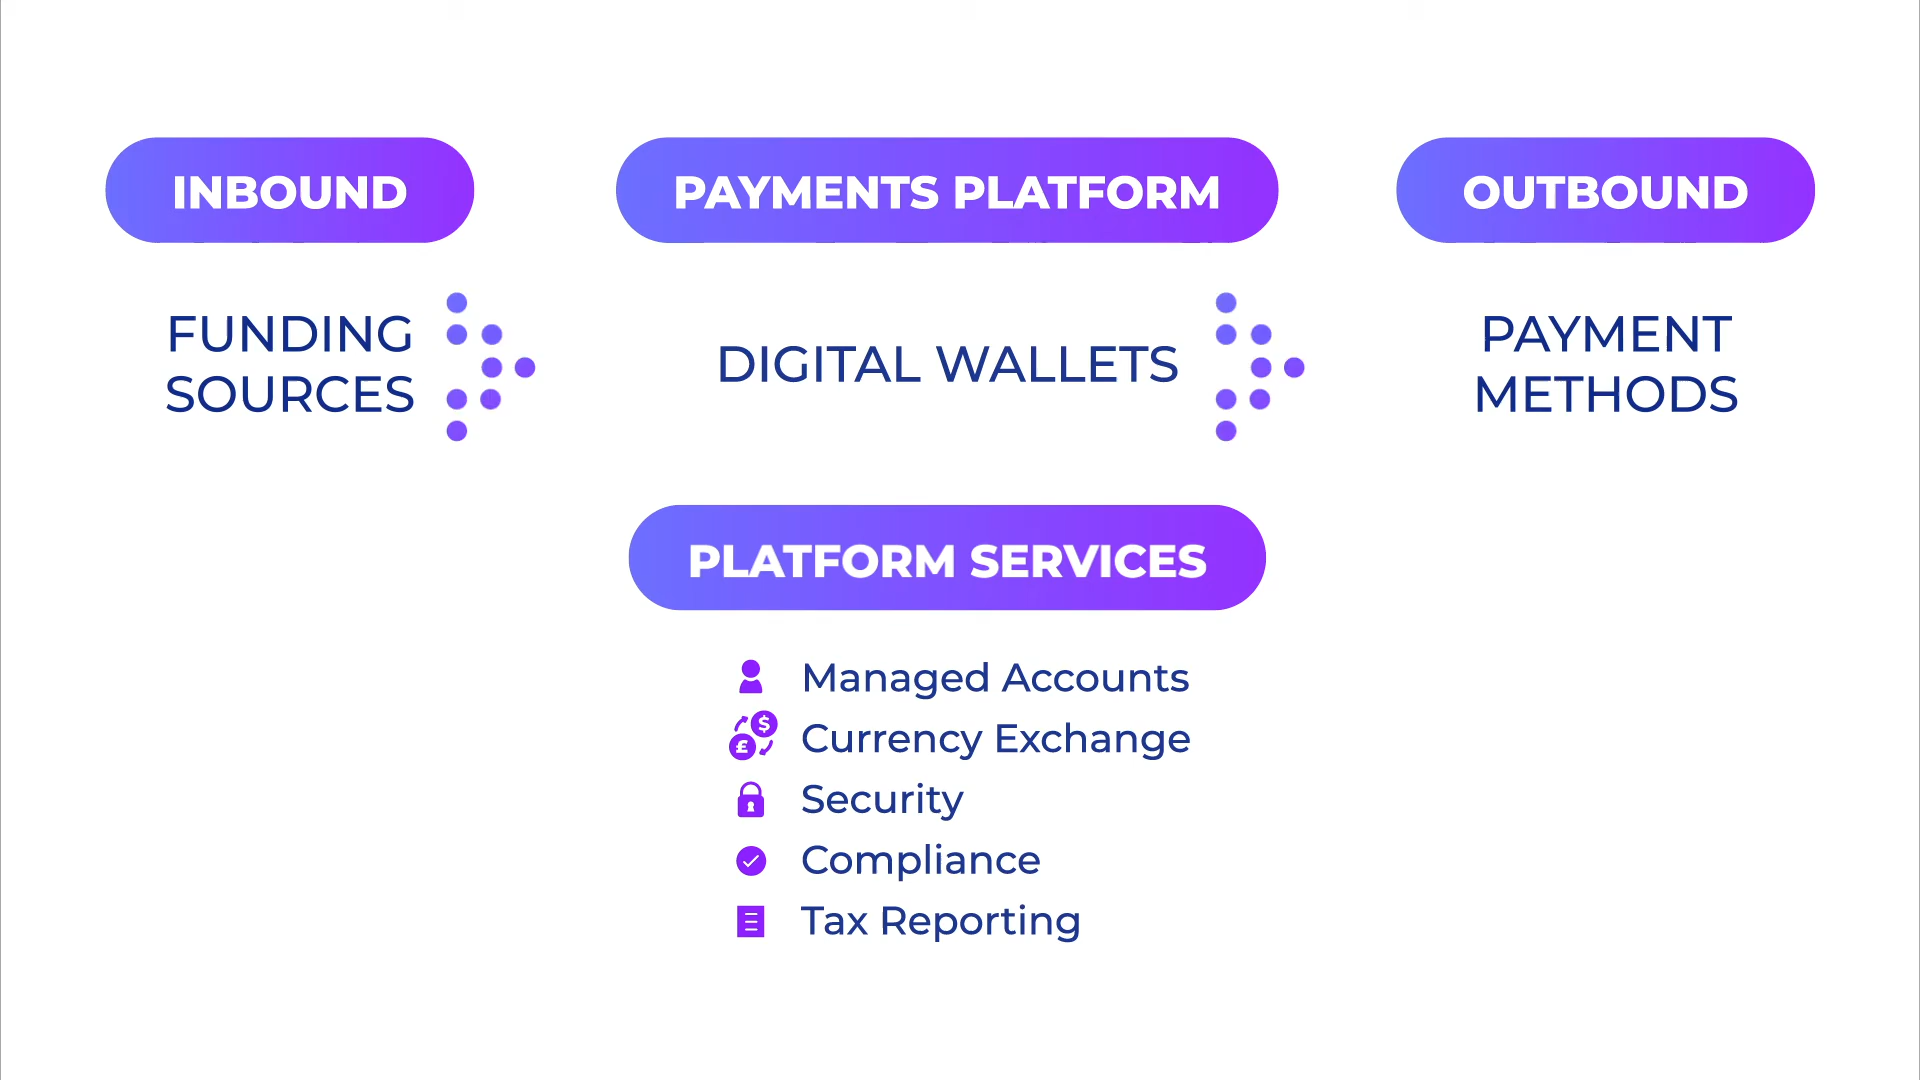 INBOUND
FUNDING
SOURCES
PAYMENTS PLATFORM
DIGITAL WALLETS
OUTBOUND
PAYMENT
METHODS
PLATFORM SERVICES
Managed Accounts
$
£
Currency Exchange
Security
Compliance
Tax Reporting